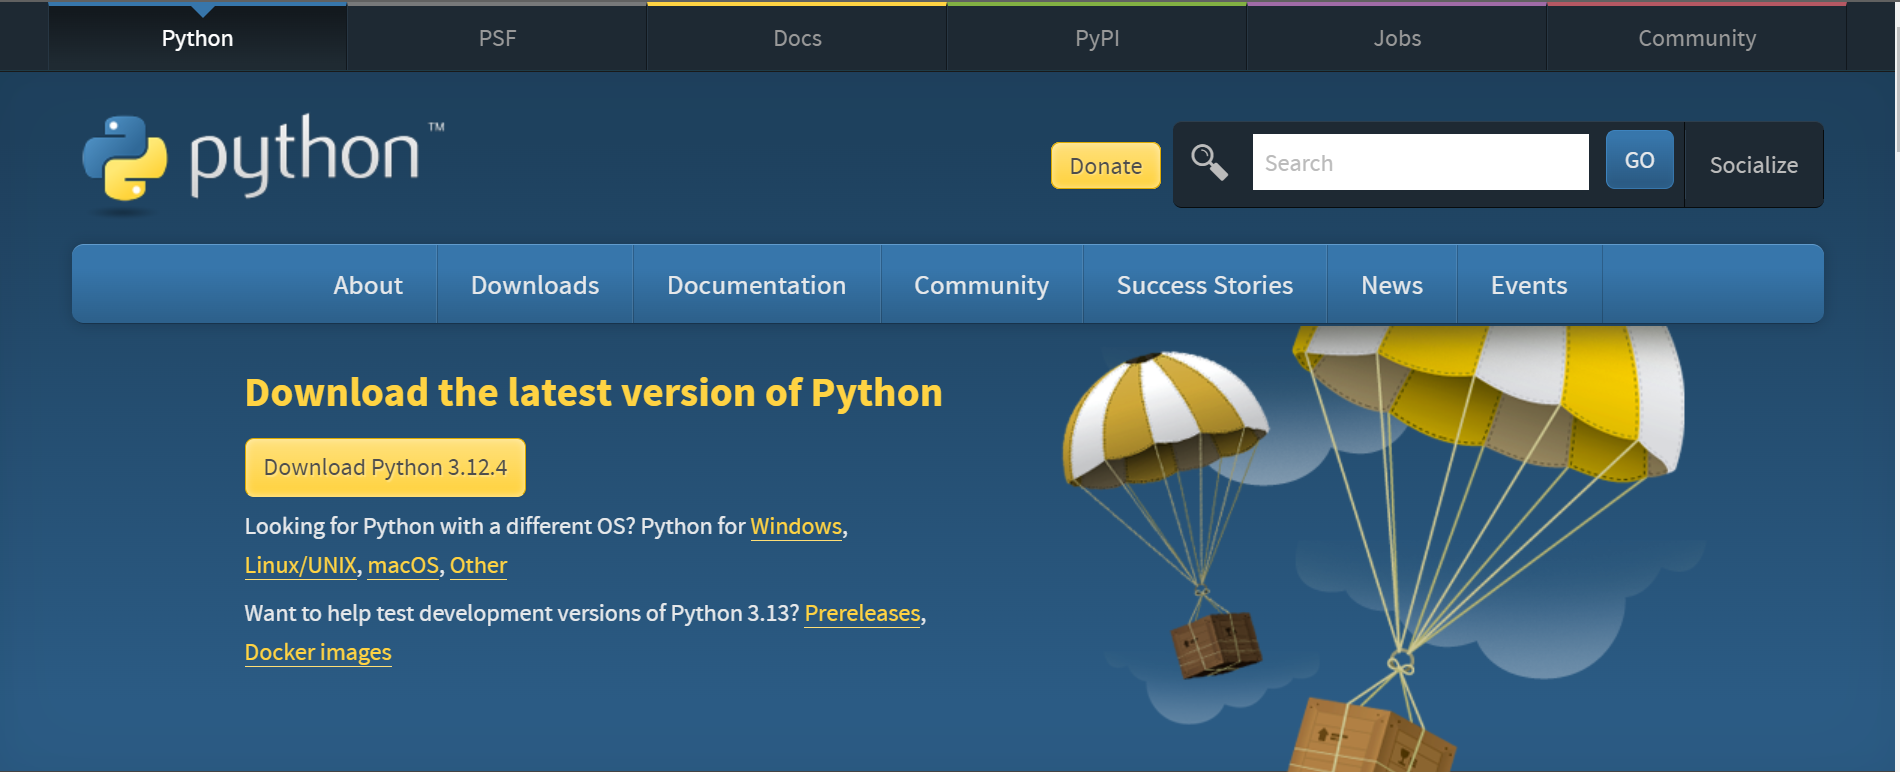 Python PSF Docs PyPI Jobs Community
python™
Donate Search GO Socialize
About Downloads Documentation Community Success Stories News Events
Download the latest version of Python
Download Python 3.12.4
Looking for Python with a different OS? Python for Windows,
Linux/UNIX, macOS, Other
Want to help test development versions of Python 3.13? Prereleases,
Docker images